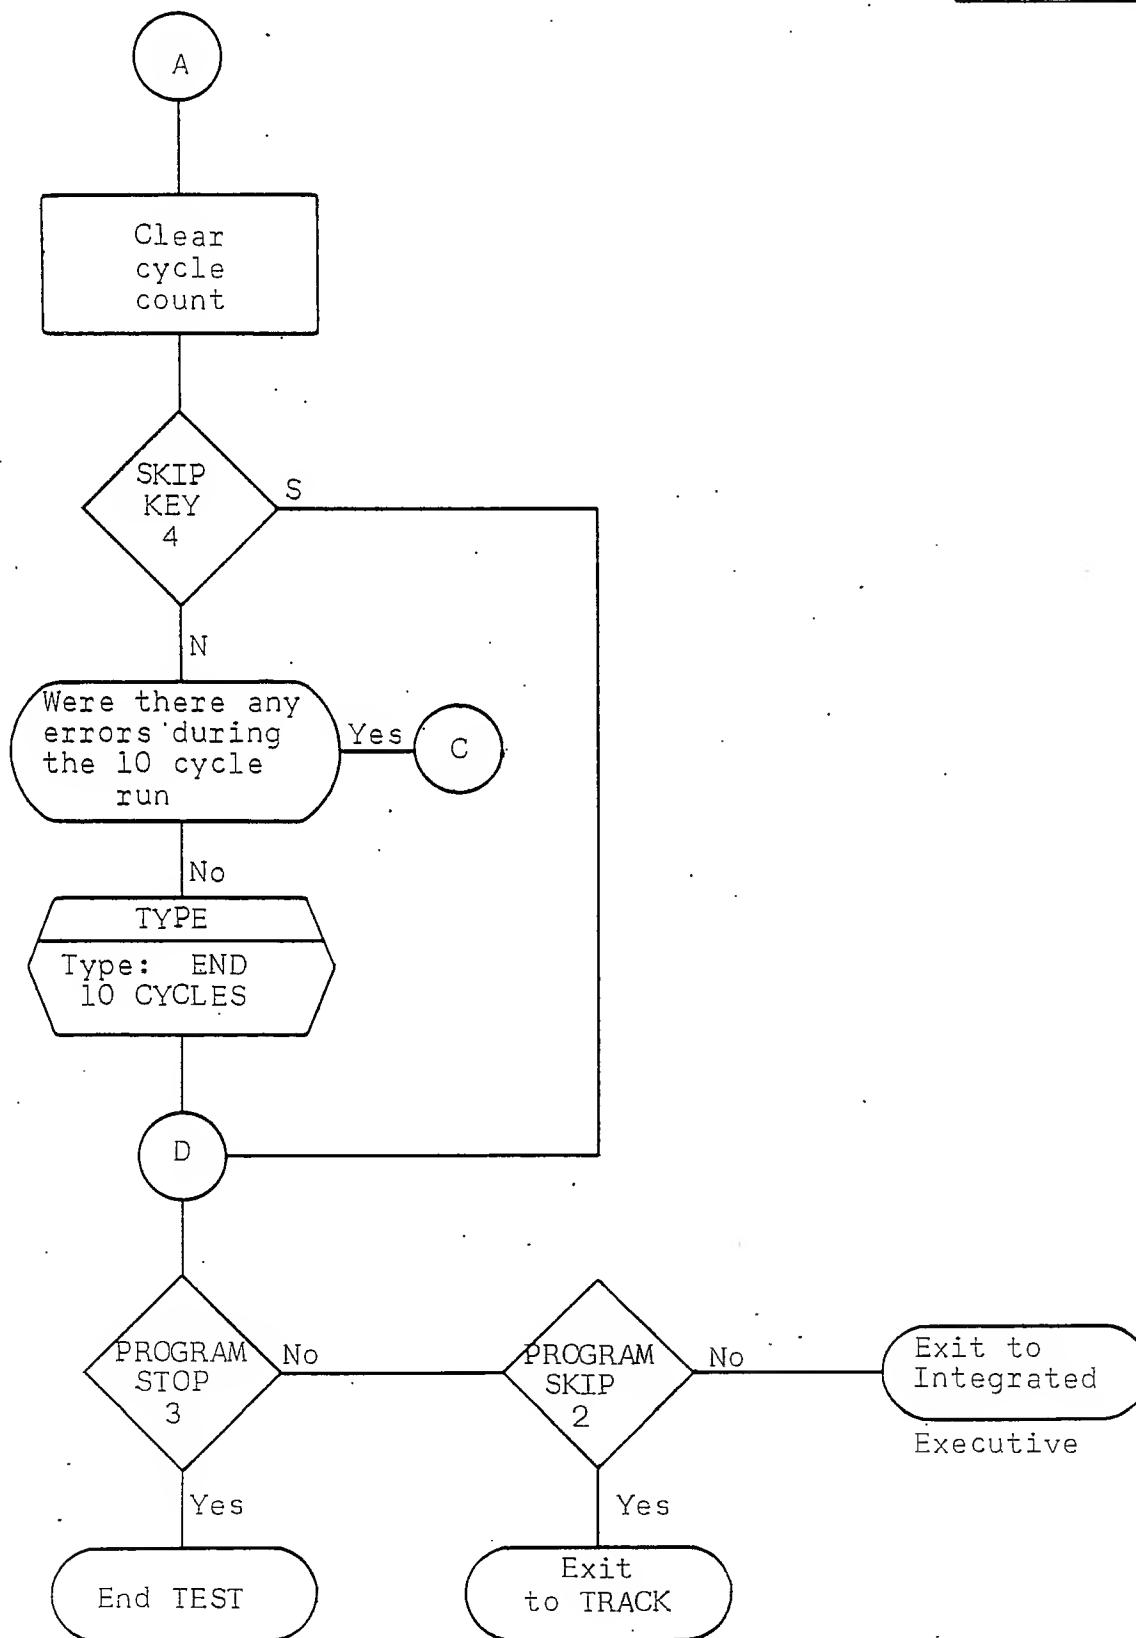 A
Clear
cycle
count
SKIP
KEY
4
S
N
Were there any
errors during
the 10 cycle
run
Yes
C
No
TYPE
Type: END
10 CYCLES
D
PROGRAM
STOP
3
No
PROGRAM
SKIP
2
No
Exit to
Integrated
Executive
Yes
End TEST
Yes
Exit
to TRACK